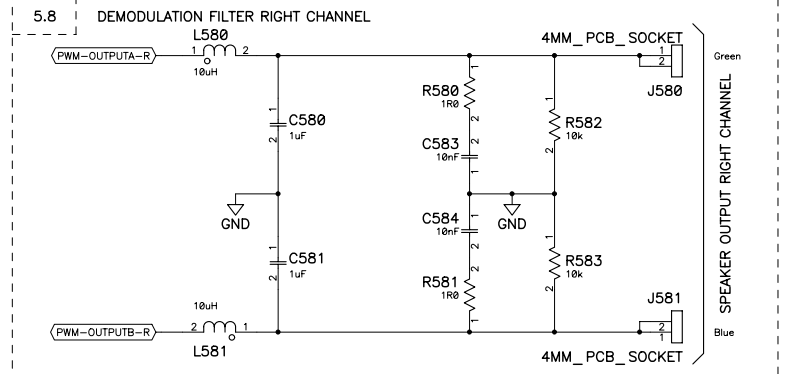 5.8 DEMODULATION FILTER RIGHT CHANNEL
L580
4MM_PCB_SOCKET
PWM-OUTPUTA-R
1
2
10uH
1
2
Green
J580
1
R580
1R0
2
1
C580
1uF
2
1
R582
10k
2
2
C583
10nF
1
GND
GND
1
C584
10nF
2
1
C581
1uF
2
1
R583
10k
2
2
R581
1R0
1
SPEAKER OUTPUT RIGHT CHANNEL
10uH
J581
PWM-OUTPUTB-R
2
1
2
1
Blue
L581
4MM_PCB_SOCKET